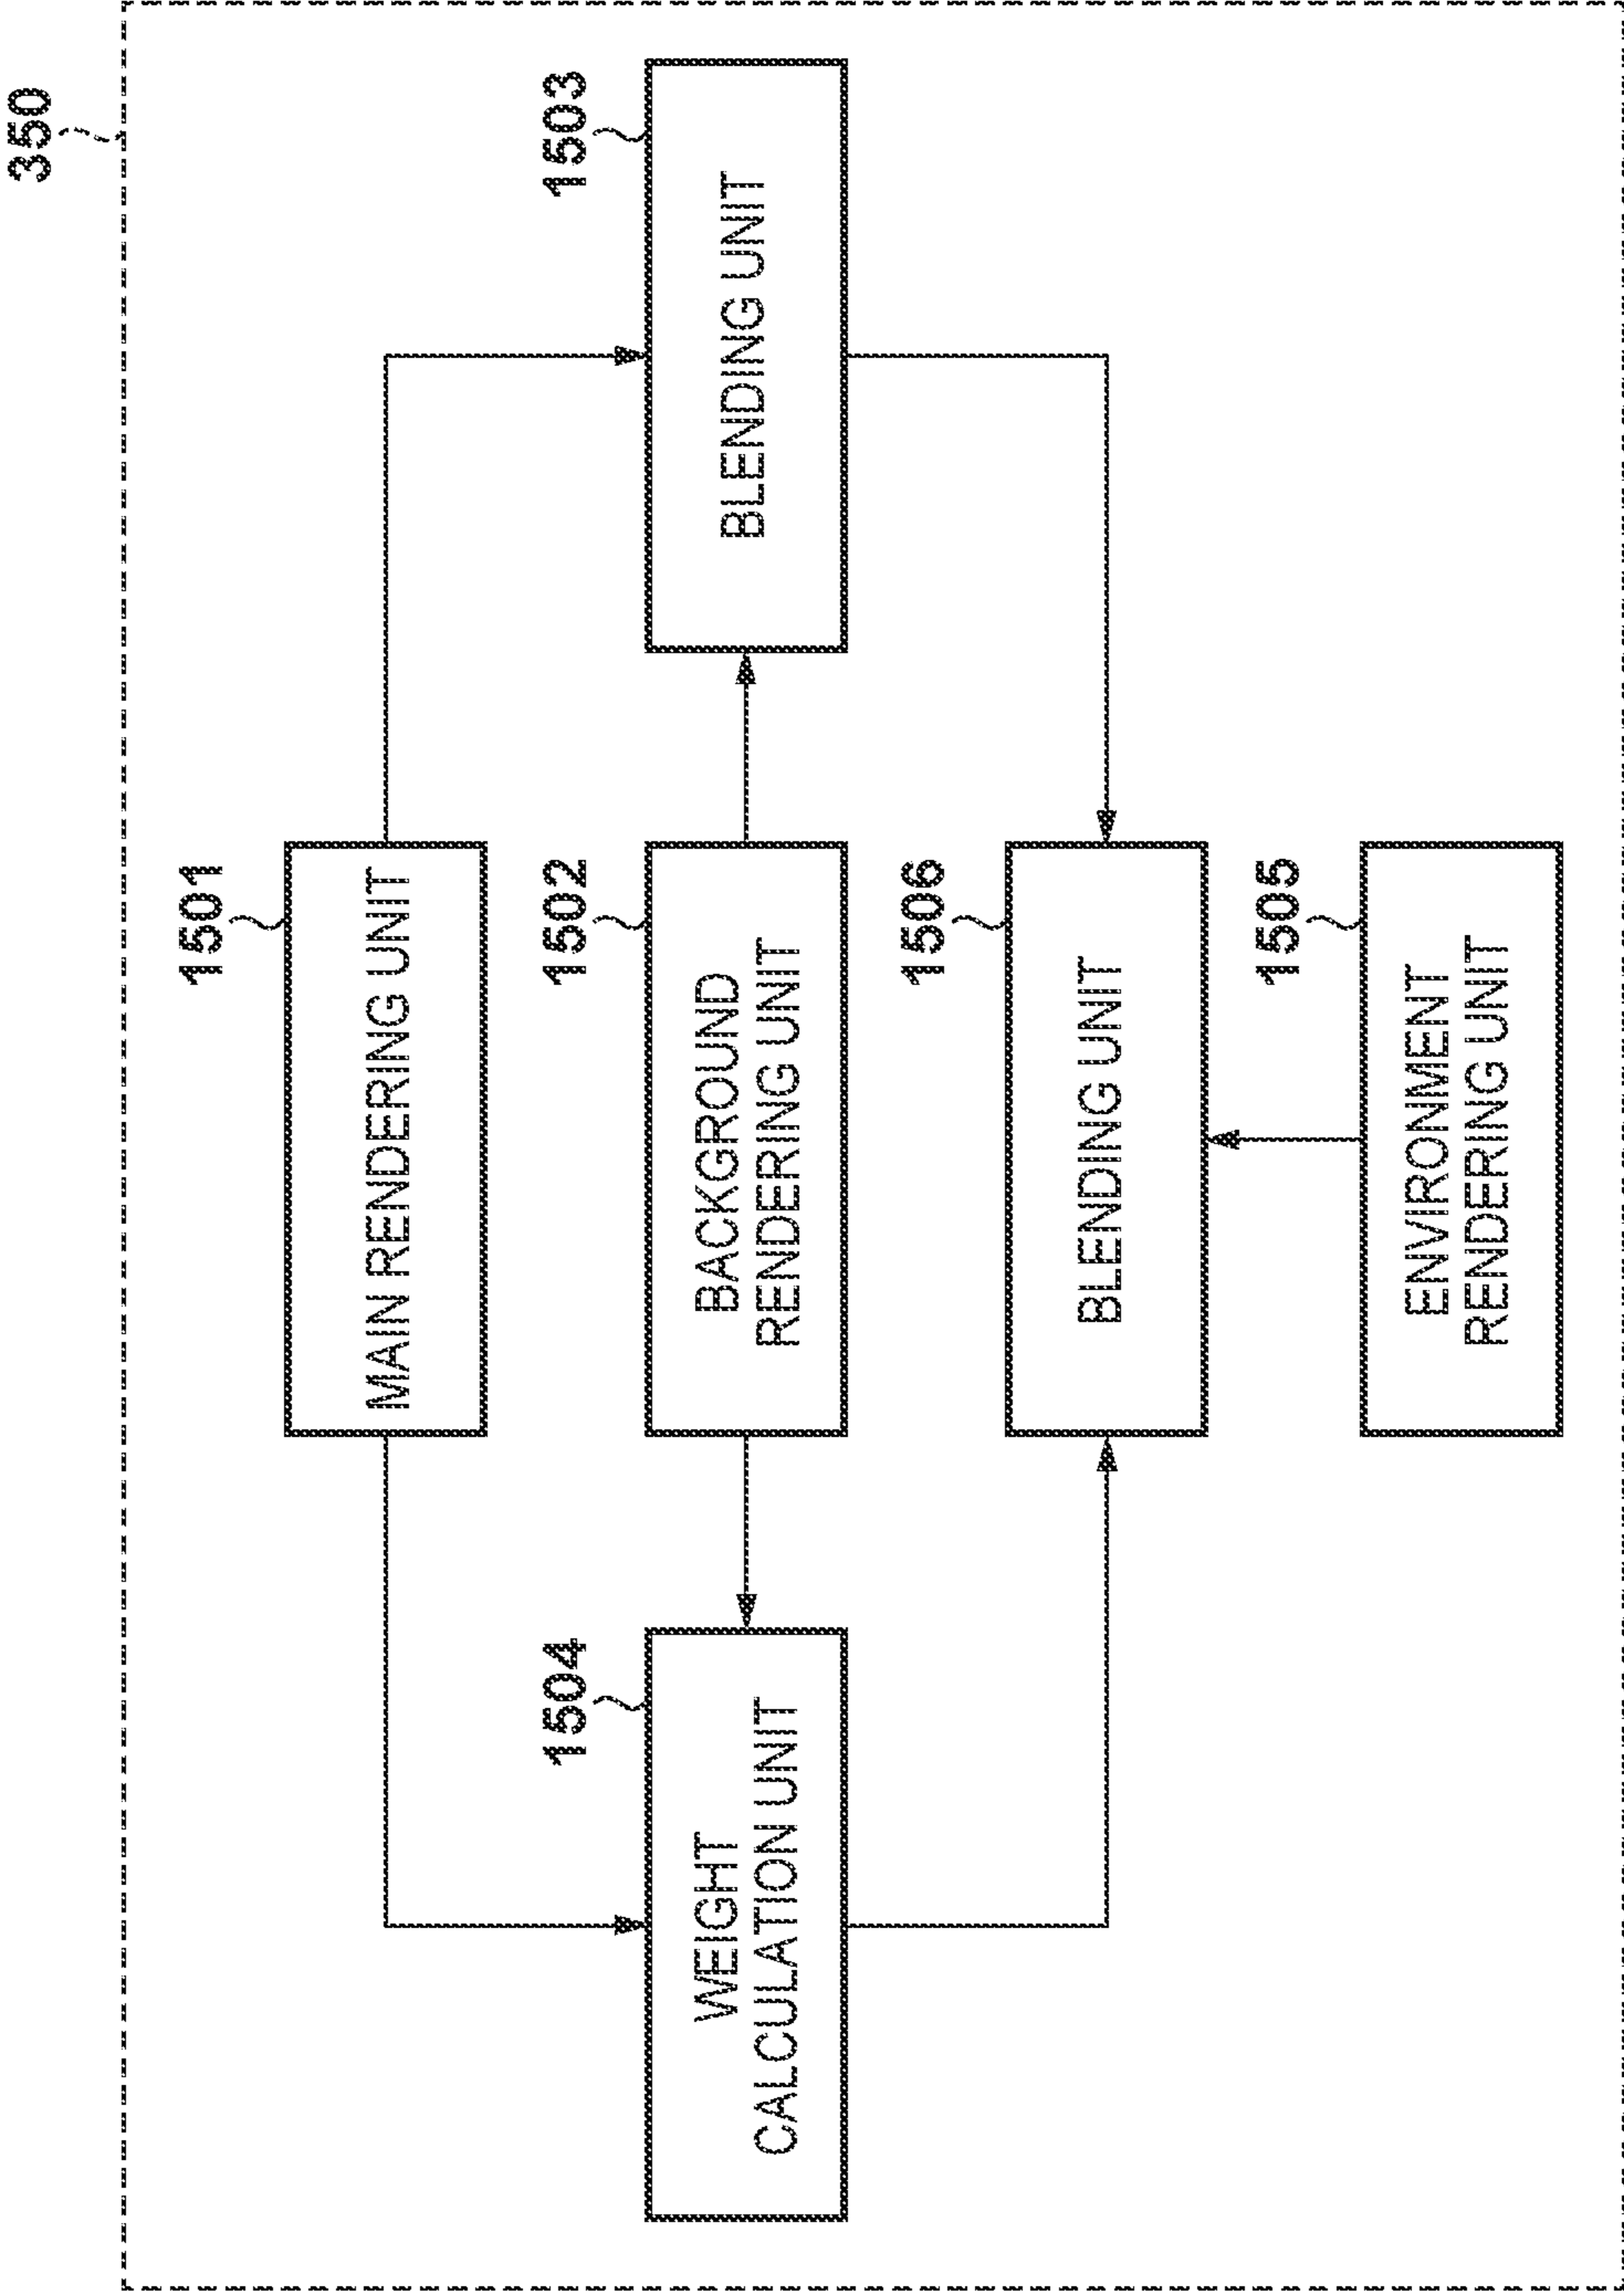 350
1501
MAIN RENDERING UNIT
1504
WEIGHT
CALCULATION UNIT
1502
BACKGROUND
RENDERING UNIT
1503
BLENDING UNIT
1506
BLENDING UNIT
1505
ENVIRONMENT
RENDERING UNIT